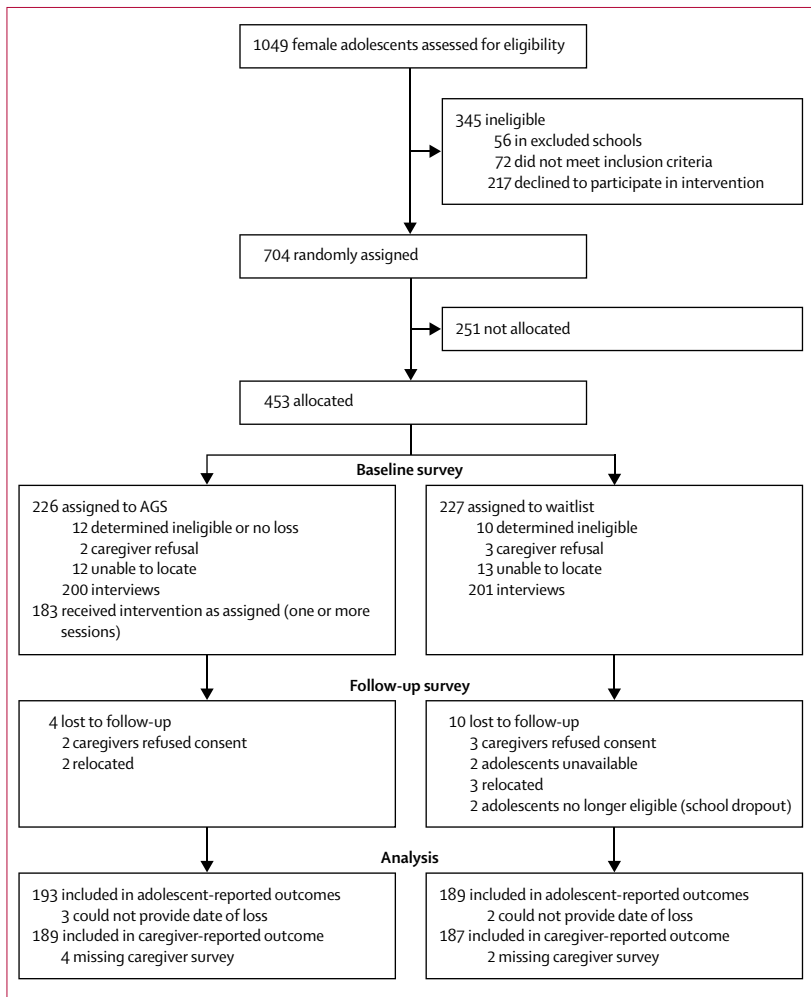 1049 female adolescents assessed for eligibility
345 ineligible
56 in excluded schools
72 did not meet inclusion criteria
217 declined to participate in intervention
704 randomly assigned
251 not allocated
453 allocated
Baseline survey
226 assigned to AGS
12 determined ineligible or no loss
2 caregiver refusal
12 unable to locate
200 interviews
183 received intervention as assigned (one or more
sessions)
227 assigned to waitlist
10 determined ineligible
3 caregiver refusal
13 unable to locate
201 interviews
Follow-up survey
4 lost to follow-up
2 caregivers refused consent
2 relocated
10 lost to follow-up
3 caregivers refused consent
2 adolescents unavailable
3 relocated
2 adolescents no longer eligible (school dropout)
Analysis
193 included in adolescent-reported outcomes
3 could not provide date of loss
189 included in caregiver-reported outcome
4 missing caregiver survey
189 included in adolescent-reported outcomes
2 could not provide date of loss
187 included in caregiver-reported outcome
2 missing caregiver survey